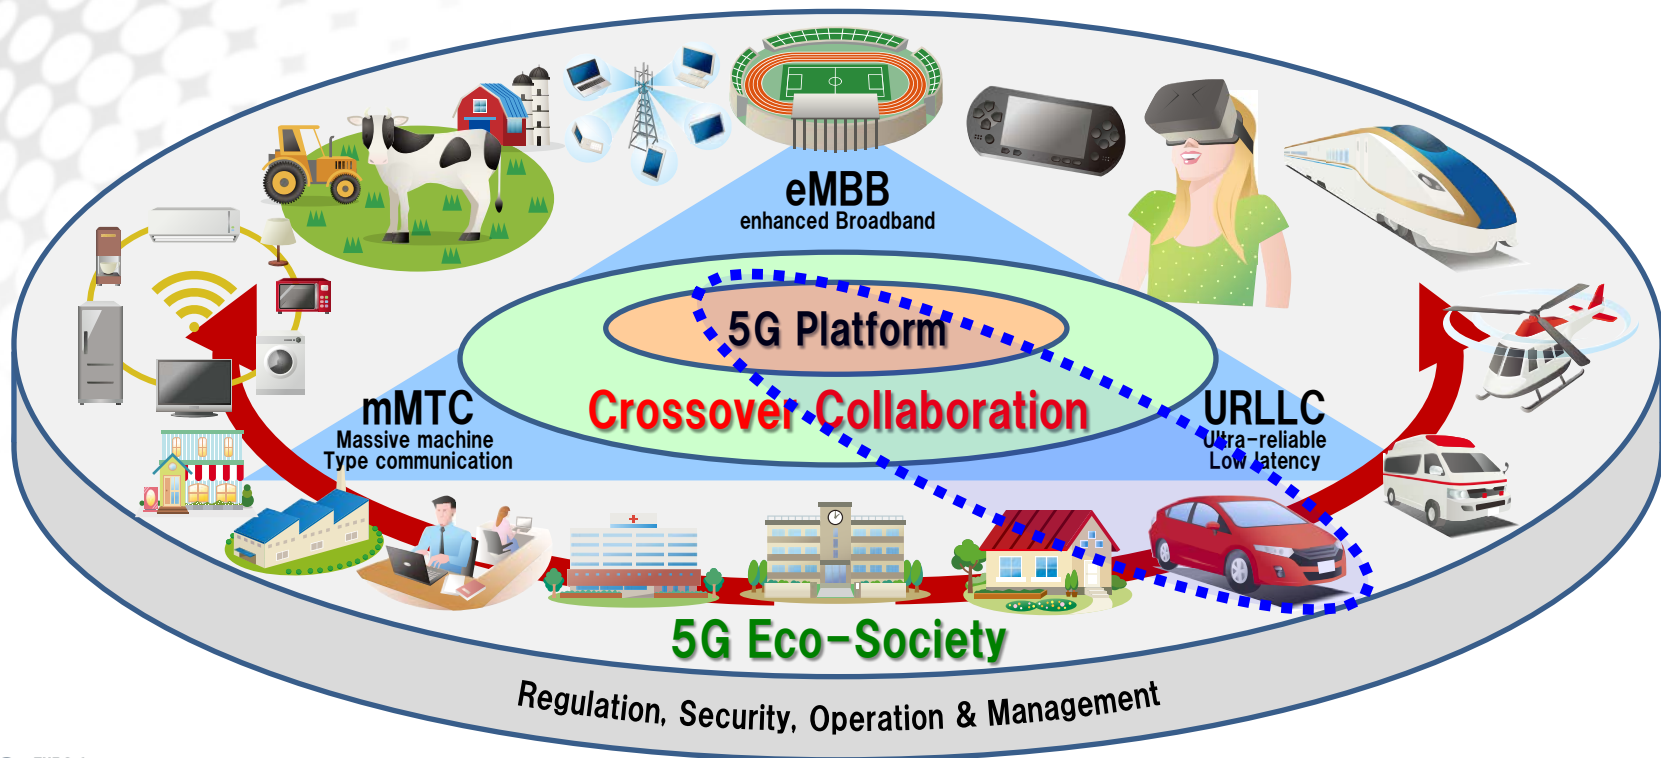 eMBB
enhanced Broadband
5G Platform
Crossover Collaboration
mMTC
Massive machine
Type communication
URLLC
Ultra-reliable
Low latency
5G Eco-Society
Regulation, Security, Operation & Management